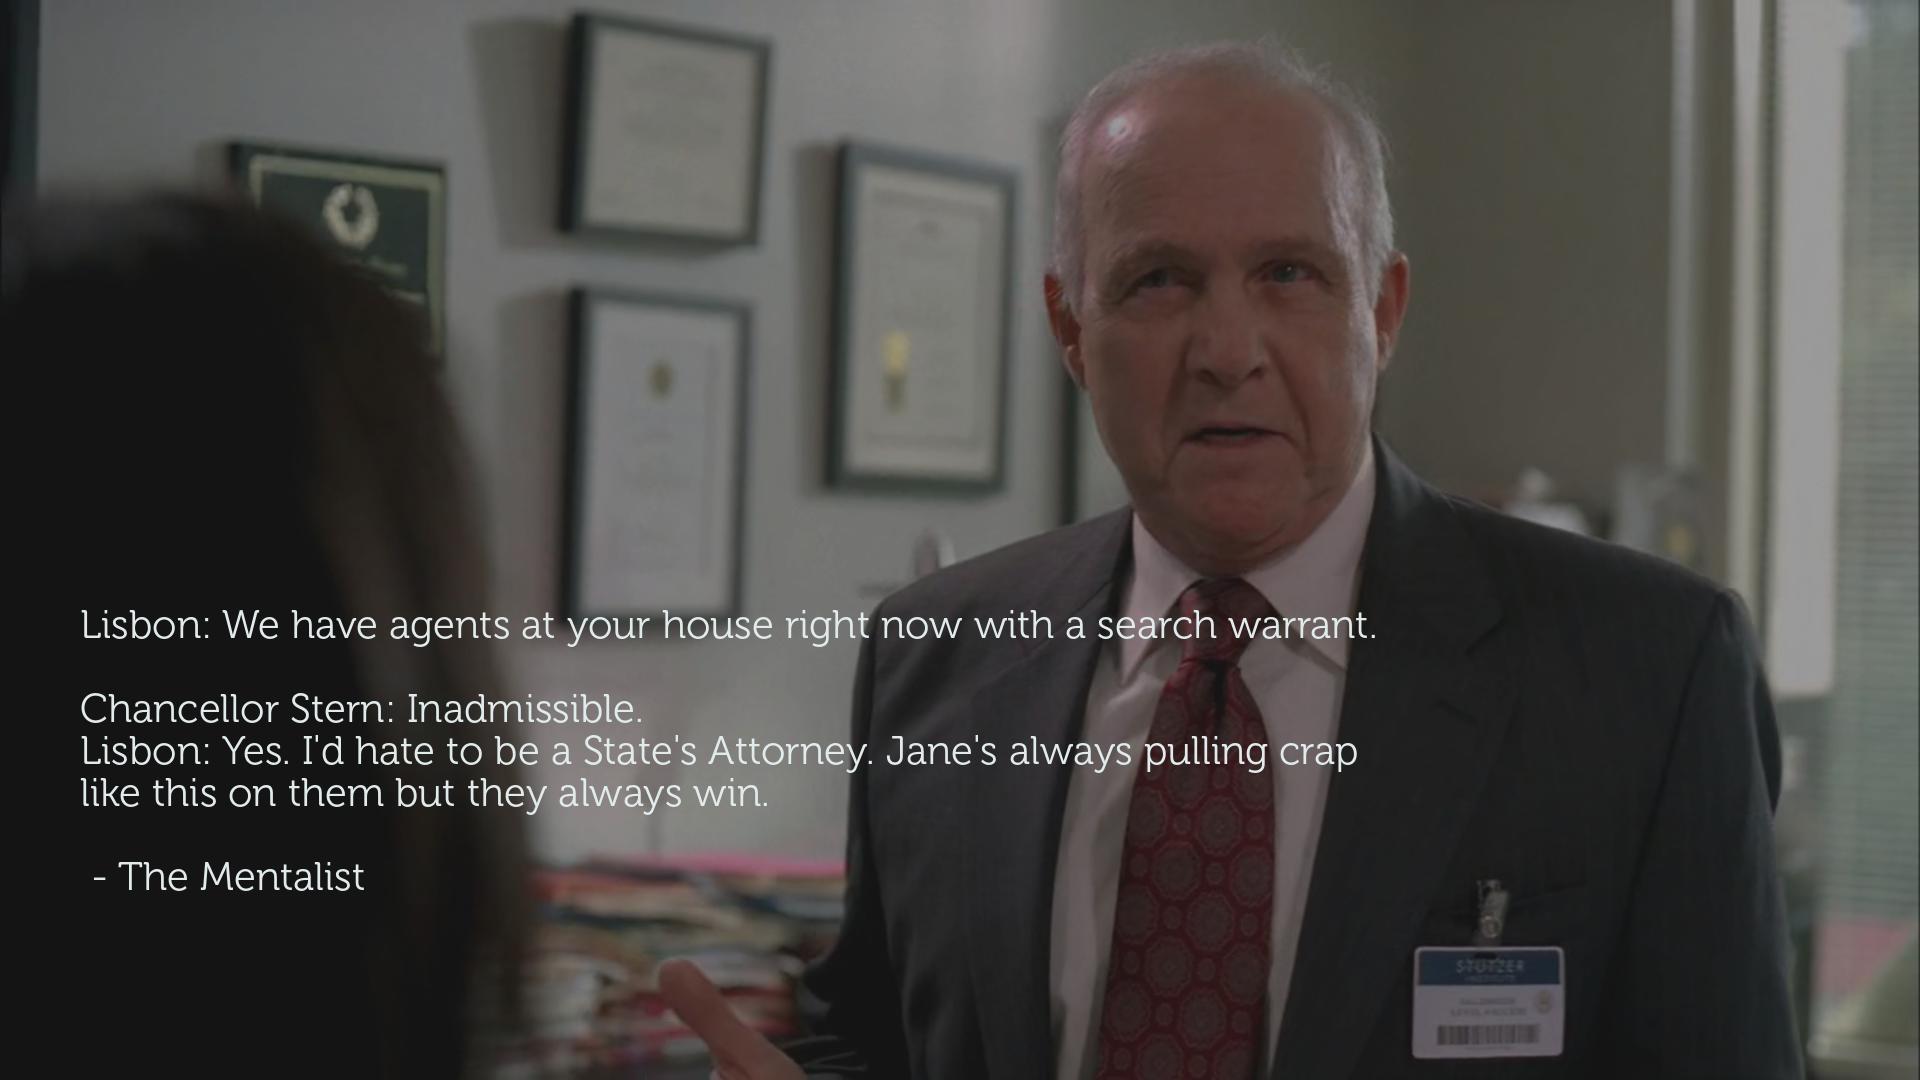 Lisbon: We have agents at your house right now with a search warrant.
Chancellor Stern: Inadmissible.
Lisbon: Yes. I'd hate to be a State's Attorney. Jane's always pulling crap
like this on them but they always win.
- The Mentalist
STUTZER